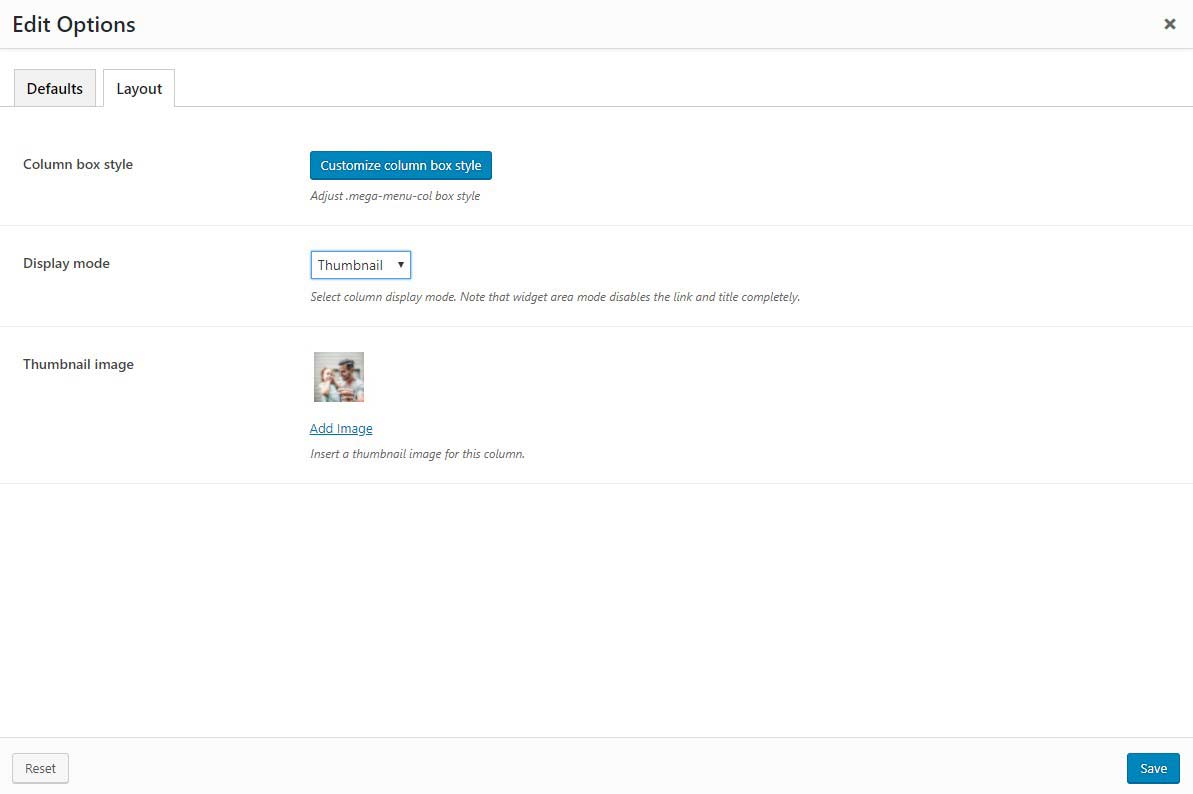 Edit Options
Defaults
Layout
Column box style
Customize column box style
Adjust .mega-menu-col box style
Display mode
Thumbnail
Select column display mode. Note that widget area mode disables the link and title completely.
Thumbnail image
Add Image
Insert a thumbnail image for this column.
Reset
Save